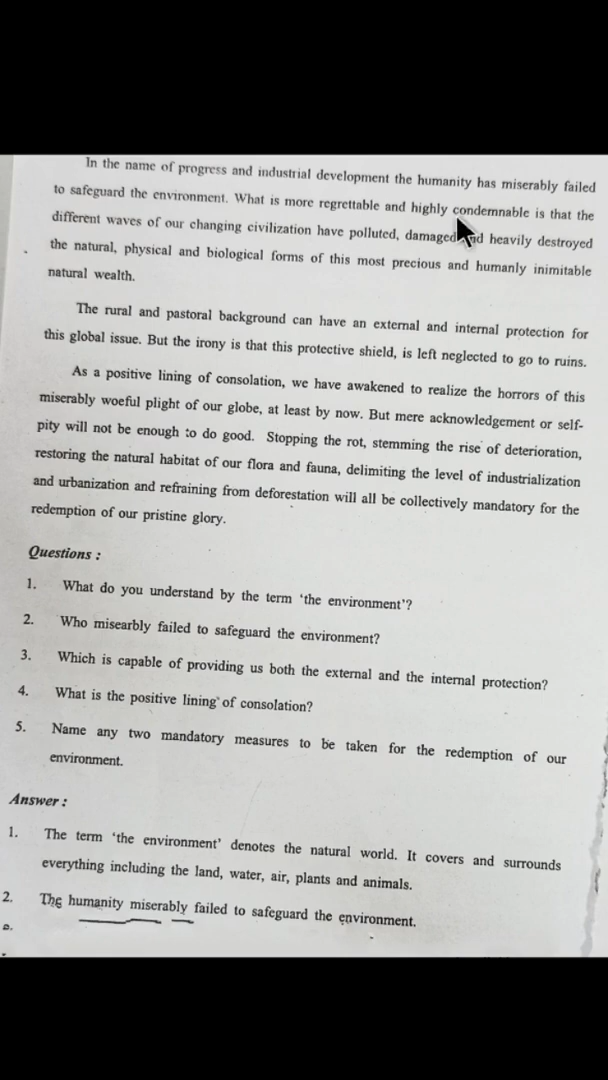 In the name of progress and industrial development the humanity has miserably failed
to safeguard the environment. What is more regrettable and highly condemnable is that the
different waves of our changing civilization have polluted, damaged and heavily destroyed
the natural, physical and biological forms of this most precious and humanly inimitable
natural wealth.
The rural and pastoral background can have an external and internal protection for
this global issue. But the irony is that this protective shield, is left neglected to go to ruins.
As a positive lining of consolation, we have awakened to realize the horrors of this
miserably woeful plight of our globe, at least by now. But mere acknowledgement or self-
pity will not be enough to do good. Stopping the rot, stemming the rise of deterioration,
restoring the natural habitat of our flora and fauna, delimiting the level of industrialization
and urbanization and refraining from deforestation will all be collectively mandatory for the
redemption of our pristine glory.
Questions :
1. What do you understand by the term 'the environment'?
2. Who misearbly failed to safeguard the environment?
3. Which is capable of providing us both the external and the internal protection?
4. What is the positive lining of consolation?
5. Name any two mandatory measures to be taken for the redemption of our
environment.
Answer :
1. The term 'the environment' denotes the natural world. It covers and surrounds
everything including the land, water, air, plants and animals.
2. The humanity miserably failed to safeguard the environment.